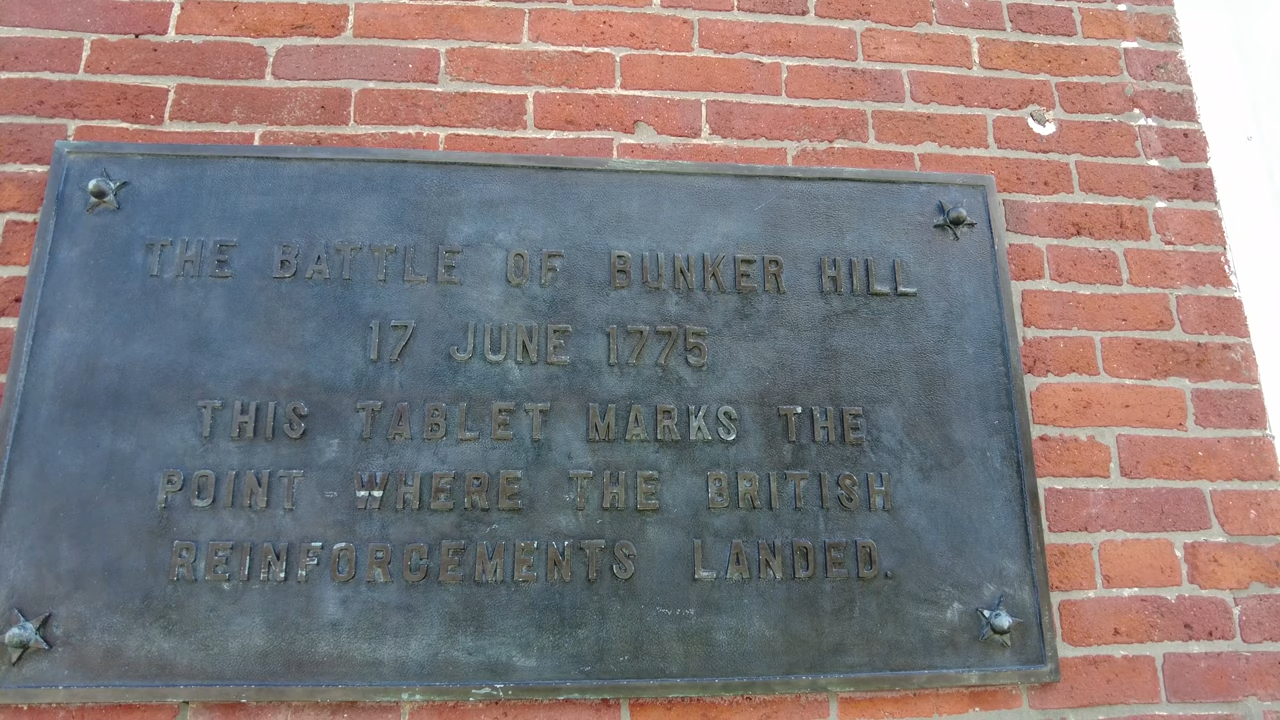 THE BATTLE OF BUNKER HILL
17 JUNE 1775
THIS TABLET MARKS THE
POINT WHERE THE BRITISH
REINFORCEMENTS LANDED.